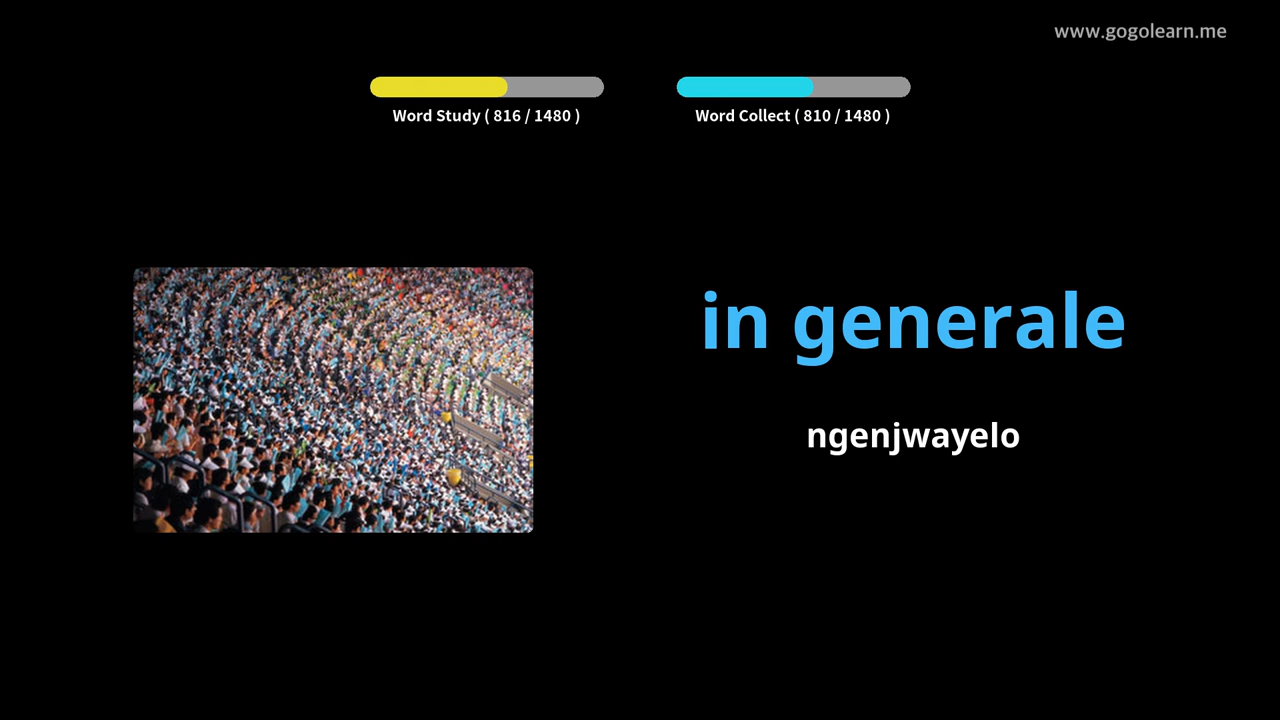 www.gogolearn.me
Word Study ( 816 / 1480 )
Word Collect ( 810 / 1480 )
in generale
ngenjwayelo